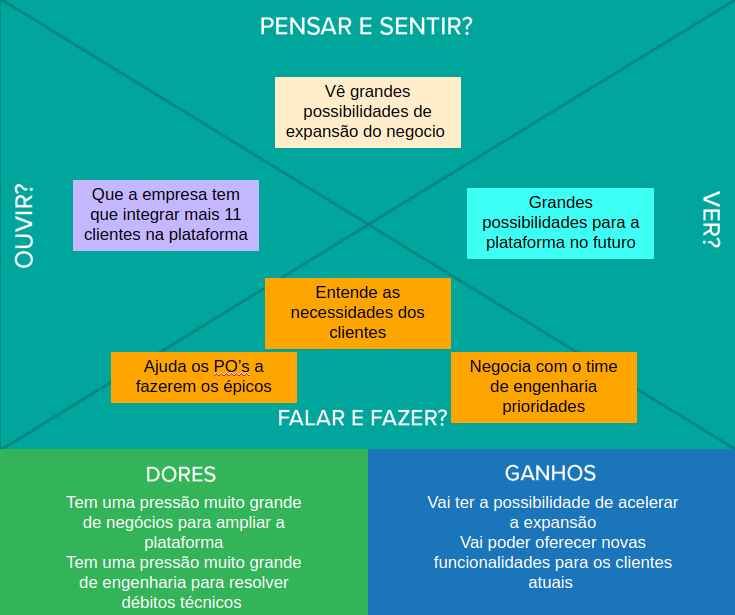 PENSAR E SENTIR?
Vê grandes
possibilidades de
expansão do negocio
OUVIR?
Que a empresa tem
que integrar mais 11
clientes na plataforma
Grandes
possibilidades para a
plataforma no futuro
VER?
Entende as
necessidades dos
clientes
Ajuda os PO's a
fazerem os épicos
Negocia com o time
de engenharia
prioridades
FALAR E FAZER?
DORES
Tem uma pressão muito grande
de negócios para ampliar a
plataforma
Tem uma pressão muito grande
de engenharia para resolver
débitos técnicos
GANHOS
Vai ter a possibilidade de acelerar
a expansão
Vai poder oferecer novas
funcionalidades para os clientes
atuais